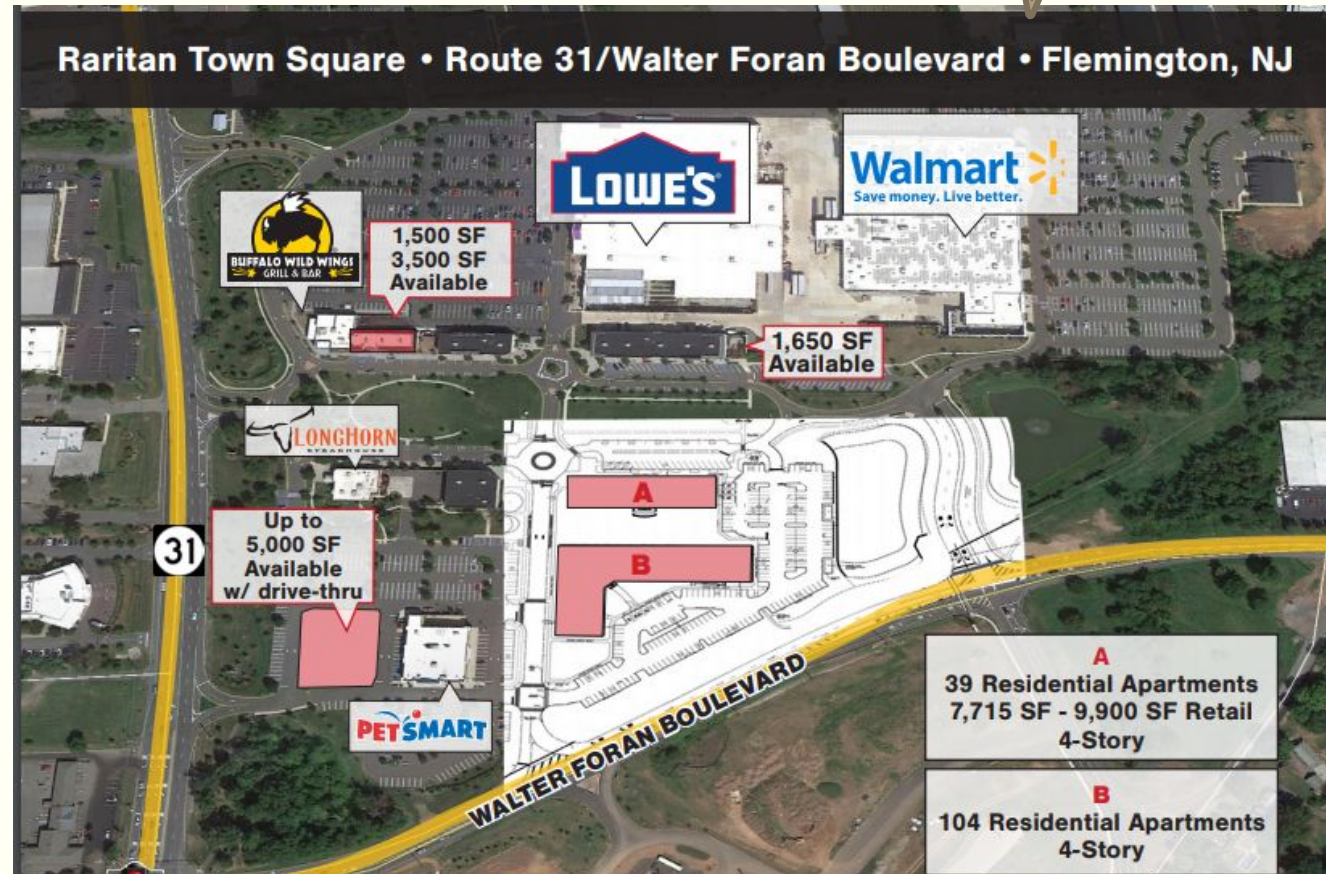 Raritan Town Square • Route 31/Walter Foran Boulevard • Flemington, NJ
LOWE'S
Walmart
Save money. Live better.
BUFFALO WILD WINGS
GRILL & BAR
1,500 SF
3,500 SF
Available
1,650 SF
Available
LONGHORN
STEAKHOUSE
A
Up to
5,000 SF
Available
w/ drive-thru
31
B
PETSMART
WALTER FORAN BOULEVARD
A
39 Residential Apartments
7,715 SF - 9,900 SF Retail
4-Story
B
104 Residential Apartments
4-Story